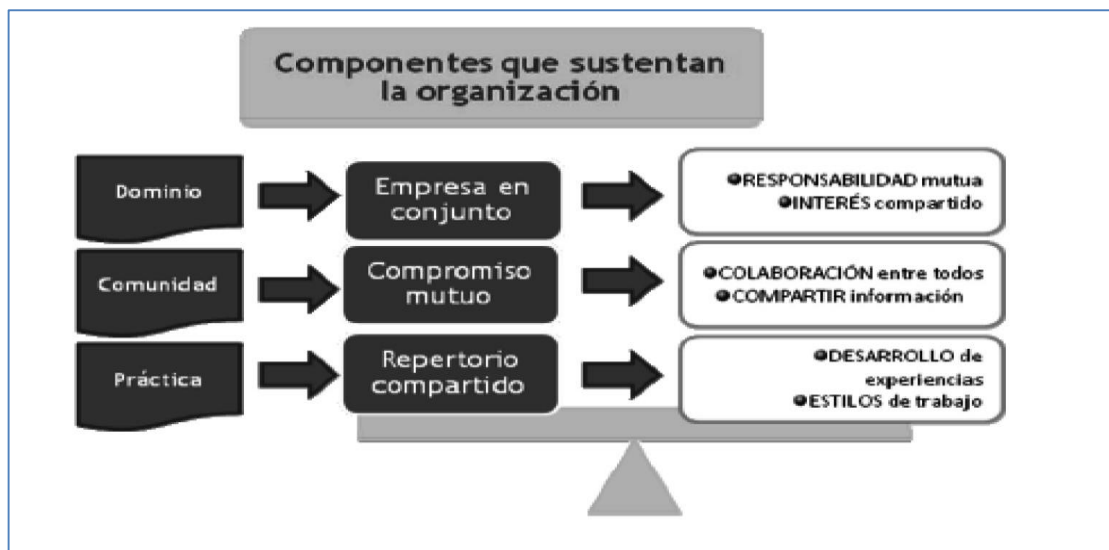 Componentes que sustentan
la organización
Dominio
Empresa en
conjunto
●RESPONSABILIDAD mutua
●INTERÉS compartido
Comunidad
Compromiso
mutuo
●COLABORACIÓN entre todos
●COMPARTIR información
Práctica
Repertorio
compartido
●DESARROLLO de
experiencias
●ESTILOS de trabajo